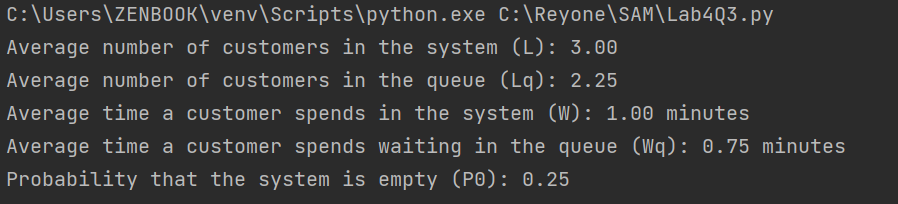 C:\Users\ZENBOOK\venv\Scripts\python.exe C:\Reyone\SAM\Lab4Q3.py
Average number of customers in the system (L): 3.00
Average number of customers in the queue (Lq): 2.25
Average time a customer spends in the system (W): 1.00 minutes
Average time a customer spends waiting in the queue (Wq): 0.75 minutes
Probability that the system is empty (P0): 0.25